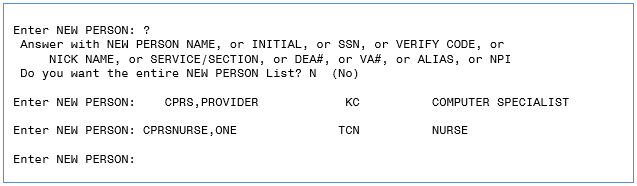 Enter NEW PERSON: ?
Answer with NEW PERSON NAME, or INITIAL, or SSN, or VERIFY CODE, or
NICK NAME, or SERVICE/SECTION, or DEA#, or VA#, or ALIAS, or NPI
Do you want the entire NEW PERSON List? N  (No)
Enter NEW PERSON:    CPRS,PROVIDER            KC          COMPUTER SPECIALIST
Enter NEW PERSON: CPRSNURSE,ONE              TCN          NURSE
Enter NEW PERSON: